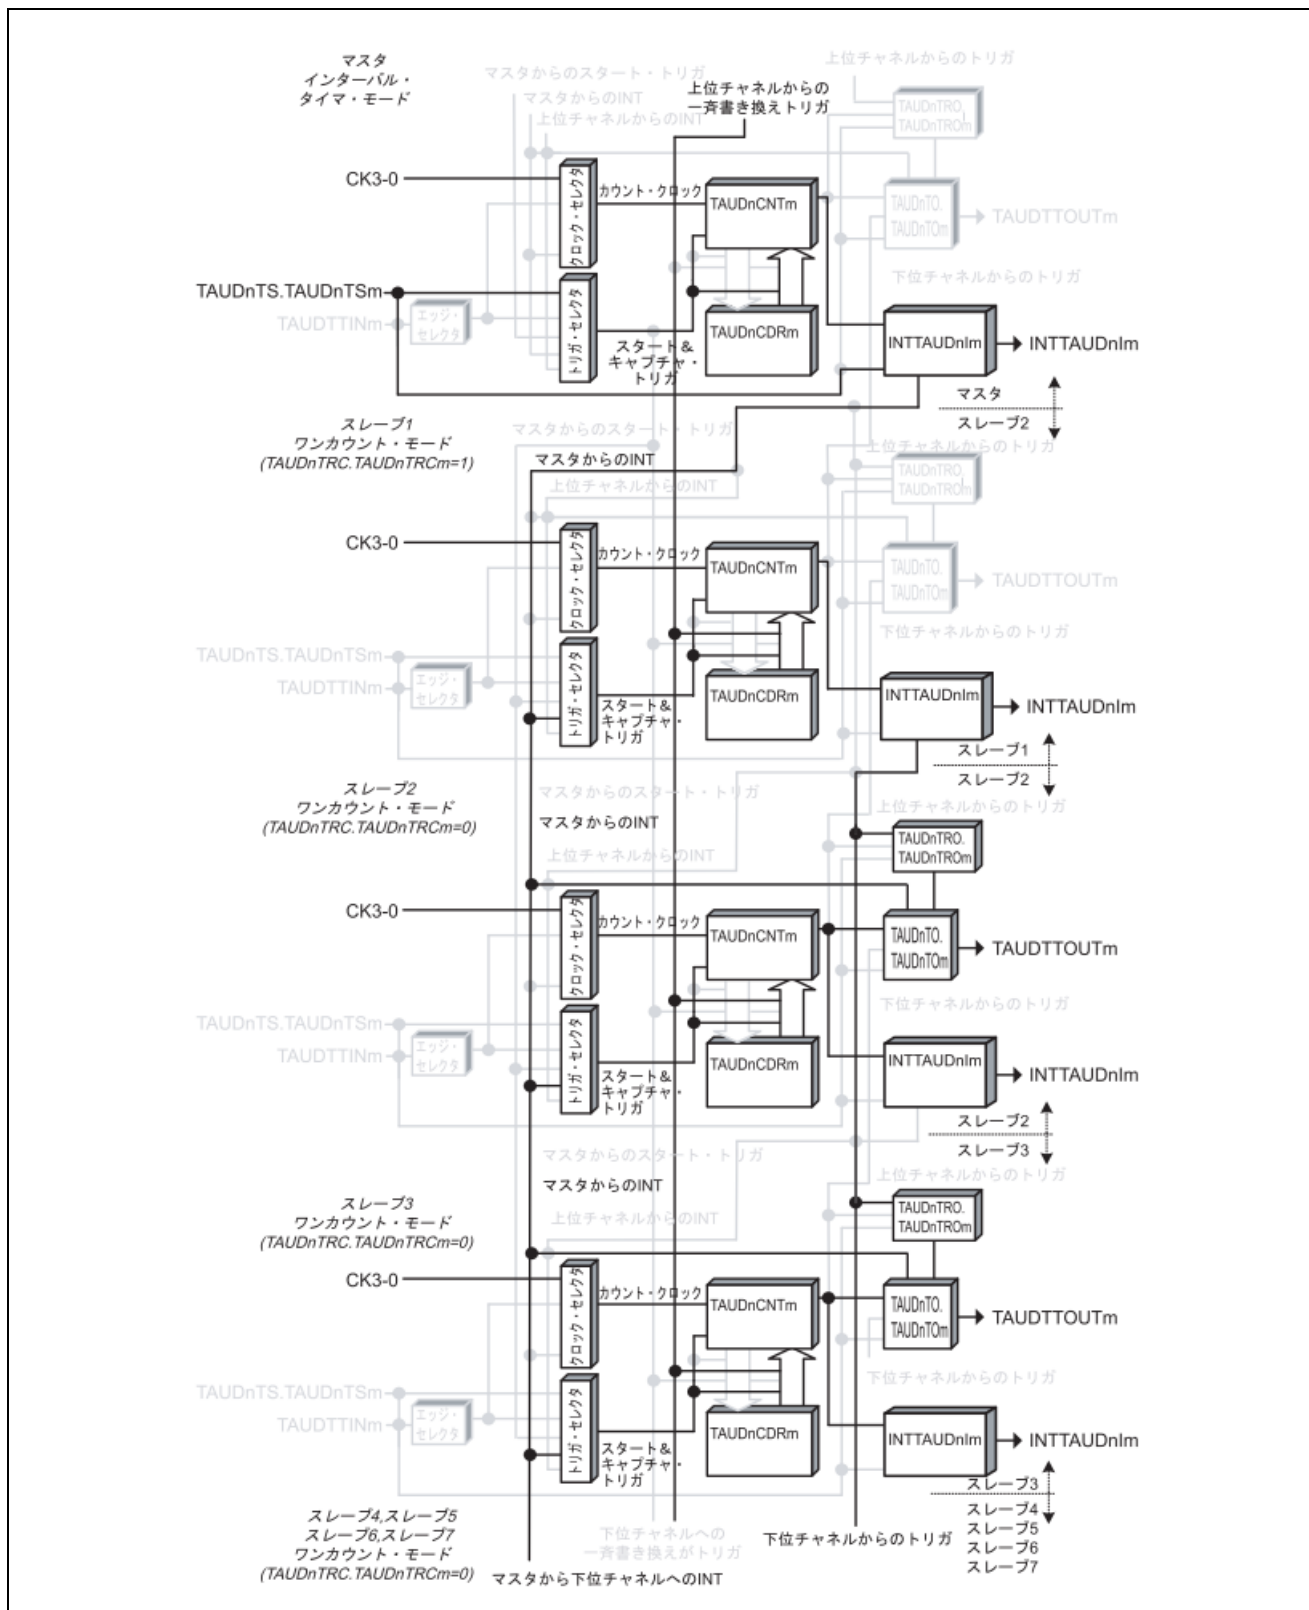 マスタ
インターバル・
タイマ・モード
マスタからのスタート・トリガ
マスタからのINT
上位チャネルからのINT
上位チャネルからの
一斉書き換えトリガ
上位チャネルからのトリガ
TAUDnTRO.
TAUDnTROm
CK3-0
クロック・セレクタ
カウント・クロック
TAUDnCNTm
TAUDnTO.
TAUDnTOm
TAUDTTOUTm
下位チャネルからのトリガ
TAUDnTS.TAUDnTSm
TAUDTTINm
エッジ・
セレクタ
トリガ・セレクタ
スタート&
キャプチャ・
トリガ
TAUDnCDRm
INTTAUDnIm
INTTAUDnIm
マスタ
スレーブ2
スレーブ1
ワンカウント・モード
(TAUDnTRC.TAUDnTRCm=1)
マスタからのスタート・トリガ
マスタからのINT
上位チャネルからのINT
上位チャネルからのトリガ
TAUDnTRO.
TAUDnTROm
CK3-0
クロック・セレクタ
カウント・クロック
TAUDnCNTm
TAUDnTO.
TAUDnTOm
TAUDTTOUTm
下位チャネルからのトリガ
TAUDnTS.TAUDnTSm
TAUDTTINm
エッジ・
セレクタ
トリガ・セレクタ
スタート&
キャプチャ・
トリガ
TAUDnCDRm
INTTAUDnIm
INTTAUDnIm
スレーブ1
スレーブ2
スレーブ2
ワンカウント・モード
(TAUDnTRC.TAUDnTRCm=0)
マスタからのスタート・トリガ
マスタからのINT
上位チャネルからのINT
上位チャネルからのトリガ
TAUDnTRO.
TAUDnTROm
CK3-0
クロック・セレクタ
カウント・クロック
TAUDnCNTm
TAUDnTO.
TAUDnTOm
TAUDTTOUTm
下位チャネルからのトリガ
TAUDnTS.TAUDnTSm
TAUDTTINm
エッジ・
セレクタ
トリガ・セレクタ
スタート&
キャプチャ・
トリガ
TAUDnCDRm
INTTAUDnIm
INTTAUDnIm
スレーブ2
スレーブ3
スレーブ3
ワンカウント・モード
(TAUDnTRC.TAUDnTRCm=0)
マスタからのスタート・トリガ
マスタからのINT
上位チャネルからのINT
上位チャネルからのトリガ
TAUDnTRO.
TAUDnTROm
CK3-0
クロック・セレクタ
カウント・クロック
TAUDnCNTm
TAUDnTO.
TAUDnTOm
TAUDTTOUTm
下位チャネルからのトリガ
TAUDnTS.TAUDnTSm
TAUDTTINm
エッジ・
セレクタ
トリガ・セレクタ
スタート&
キャプチャ・
トリガ
TAUDnCDRm
INTTAUDnIm
INTTAUDnIm
スレーブ3
スレーブ4
スレーブ5
スレーブ6
スレーブ7
スレーブ4,スレーブ5
スレーブ6,スレーブ7
ワンカウント・モード
(TAUDnTRC.TAUDnTRCm=0)
マスタから下位チャネルへのINT
下位チャネルへの
一斉書き換えがトリガ
下位チャネルからのトリガ